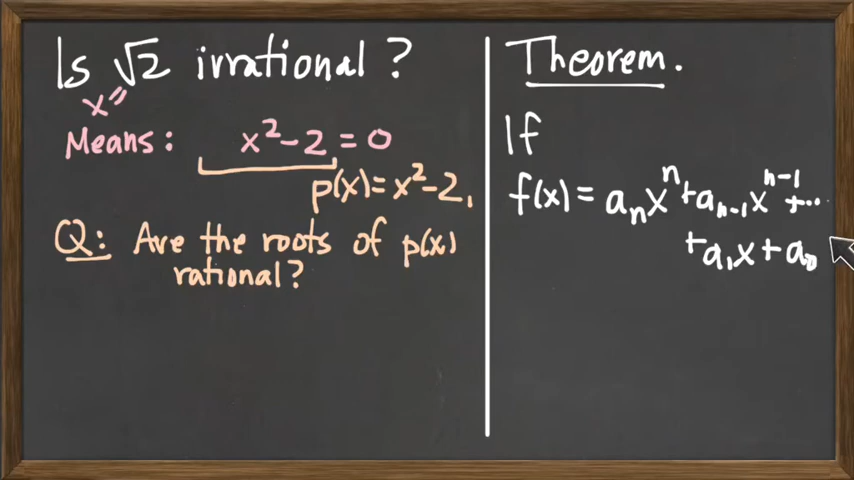 Is √2 irrational?
x"
Means: x²-2=0
p(x)=x²-2,
Q: Are the roots of p(x)
rational?
Theorem.
If
f(x)=aₙxⁿ+aₙ₋₁xⁿ⁻¹+...
+a₁x+a₀